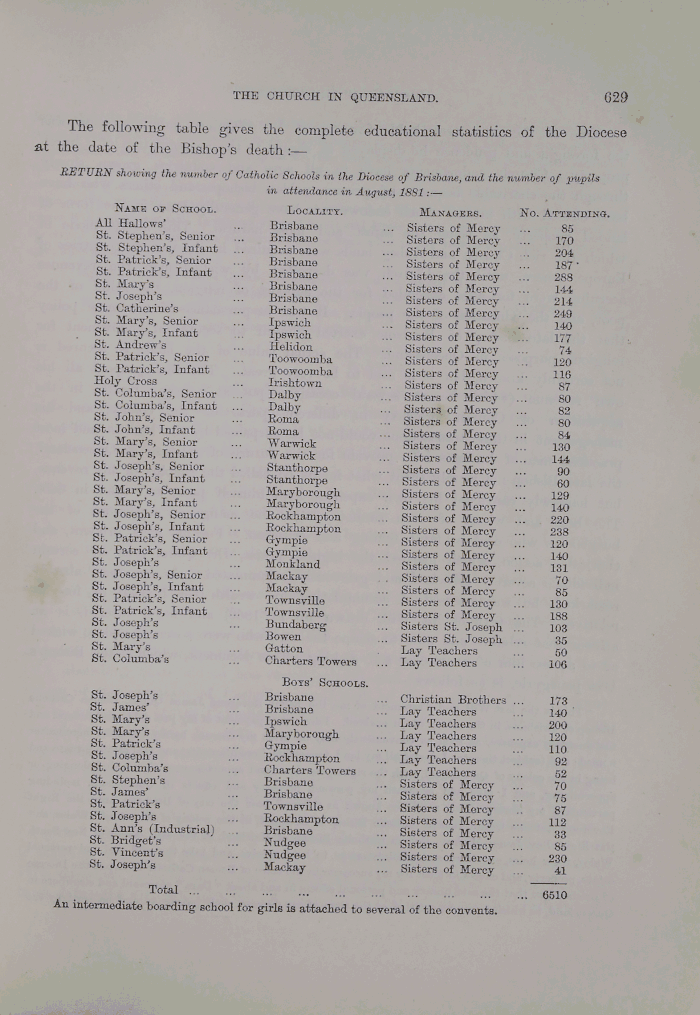 THE CHURCH IN QUEENSLAND. 629
The following table gives the complete educational statistics of the Diocese
at the date of the Bishop's death :—
RETURN showing the number of Catholic Schools in the Diocese of Brisbane, and the number of pupils
in attendance in August, 1881 :—
NAME OF SCHOOL. LOCALITY. MANAGERS. NO. ATTENDING.
All Hallows' ... Brisbane ... Sisters of Mercy ... 85
St. Stephen's, Senior ... Brisbane ... Sisters of Mercy ... 170
St. Stephen's, Infant ... Brisbane ... Sisters of Mercy ... 204
St. Patrick's, Senior ... Brisbane ... Sisters of Mercy ... 187
St. Patrick's, Infant ... Brisbane ... Sisters of Mercy ... 288
St. Mary's ... Brisbane ... Sisters of Mercy ... 144
St. Joseph's ... Brisbane ... Sisters of Mercy ... 214
St. Catherine's ... Brisbane ... Sisters of Mercy ... 249
St. Mary's, Senior ... Ipswich ... Sisters of Mercy ... 140
St. Mary's, Infant ... Ipswich ... Sisters of Mercy ... 177
St. Andrew's ... Helidon ... Sisters of Mercy ... 74
St. Patrick's, Senior ... Toowoomba ... Sisters of Mercy ... 120
St. Patrick's, Infant ... Toowoomba ... Sisters of Mercy ... 116
Holy Cross ... Irishtown ... Sisters of Mercy ... 87
St. Columba's, Senior ... Dalby ... Sisters of Mercy ... 80
St. Columba's, Infant ... Dalby ... Sisters of Mercy ... 82
St. John's, Senior ... Roma ... Sisters of Mercy ... 80
St. John's, Infant ... Roma ... Sisters of Mercy ... 84
St. Mary's, Senior ... Warwick ... Sisters of Mercy ... 130
St. Mary's, Infant ... Warwick ... Sisters of Mercy ... 144
St. Joseph's, Senior ... Stanthorpe ... Sisters of Mercy ... 90
St. Joseph's, Infant ... Stanthorpe ... Sisters of Mercy ... 60
St. Mary's, Senior ... Maryborough ... Sisters of Mercy ... 129
St. Mary's, Infant ... Maryborough ... Sisters of Mercy ... 140
St. Joseph's, Senior ... Rockhampton ... Sisters of Mercy ... 220
St. Joseph's, Infant ... Rockhampton ... Sisters of Mercy ... 238
St. Patrick's, Senior ... Gympie ... Sisters of Mercy ... 120
St. Patrick's, Infant ... Gympie ... Sisters of Mercy ... 140
St. Joseph's ... Monkland ... Sisters of Mercy ... 131
St. Joseph's, Senior ... Mackay ... Sisters of Mercy ... 70
St. Joseph's, Infant ... Mackay ... Sisters of Mercy ... 85
St. Patrick's, Senior ... Townsville ... Sisters of Mercy ... 130
St. Patrick's, Infant ... Townsville ... Sisters of Mercy ... 188
St. Joseph's ... Bundaberg ... Sisters St. Joseph ... 103
St. Joseph's ... Bowen ... Sisters St. Joseph ... 35
St. Mary's ... Gatton Lay Teachers ... 50
St. Columba's ... Charters Towers ... Lay Teachers ... 106
BOYS' SCHOOLS.
St. Joseph's ... Brisbane ... Christian Brothers ... 173
St. James' ... Brisbane ... Lay Teachers ... 140
St. Mary's ... Ipswich ... Lay Teachers ... 200
St. Mary's ... Maryborough ... Lay Teachers ... 120
St. Patrick's ... Gympie ... Lay Teachers ... 110
St. Joseph's ... Rockhampton ... Lay Teachers ... 92
St. Columba's ... Charters Towers ... Lay Teachers ... 52
St. Stephen's ... Brisbane ... Sisters of Mercy ... 70
St. James' ... Brisbane ... Sisters of Mercy ... 75
St. Patrick's ... Townsville ... Sisters of Mercy ... 87
St. Joseph's ... Rockhampton ... Sisters of Mercy ... 112
St. Ann's (Industrial) ... Brisbane ... Sisters of Mercy ... 33
St. Bridget's ... Nudgee ... Sisters of Mercy ... 85
St. Vincent's ... Nudgee ... Sisters of Mercy ... 230
St. Joseph's ... Mackay ... Sisters of Mercy ... 41
Total ... ... ... ... ... ... ... ... ... ... 6510
An intermediate boarding school for girls is attached to several of the convents.